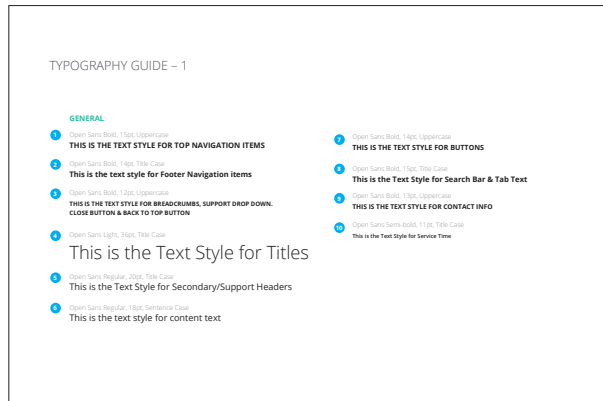 TYPOGRAPHY GUIDE – 1
GENERAL
1 Open Sans Bold, 15pt, Uppercase
THIS IS THE TEXT STYLE FOR TOP NAVIGATION ITEMS
2 Open Sans Bold, 14pt, Title Case
This is the text style for Footer Navigation items
3 Open Sans Bold, 12pt, Uppercase
THIS IS THE TEXT STYLE FOR BREADCRUMBS, SUPPORT DROP DOWN.
CLOSE BUTTON & BACK TO TOP BUTTON
4 Open Sans Light, 36pt, Title Case
This is the Text Style for Titles
5 Open Sans Regular, 20pt, Title Case
This is the Text Style for Secondary/Support Headers
6 Open Sans Regular, 18pt, Sentence Case
This is the text style for content text
7 Open Sans Bold, 14pt, Uppercase
THIS IS THE TEXT STYLE FOR BUTTONS
8 Open Sans Bold, 15pt, Title Case
This is the Text Style for Search Bar & Tab Text
9 Open Sans Bold, 13pt, Uppercase
THIS IS THE TEXT STYLE FOR CONTACT INFO
10 Open Sans Semi-bold, 11pt, Title Case
This is the Text Style for Service Time